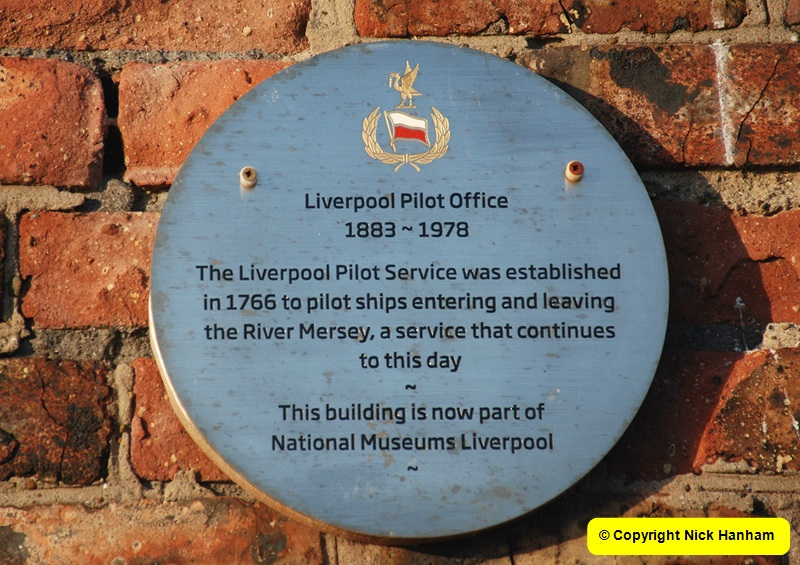 Liverpool Pilot Office
1883 ~ 1978
The Liverpool Pilot Service was established
in 1766 to pilot ships entering and leaving
the River Mersey, a service that continues
to this day
~
This building is now part of
National Museums Liverpool
~
© Copyright Nick Hanham